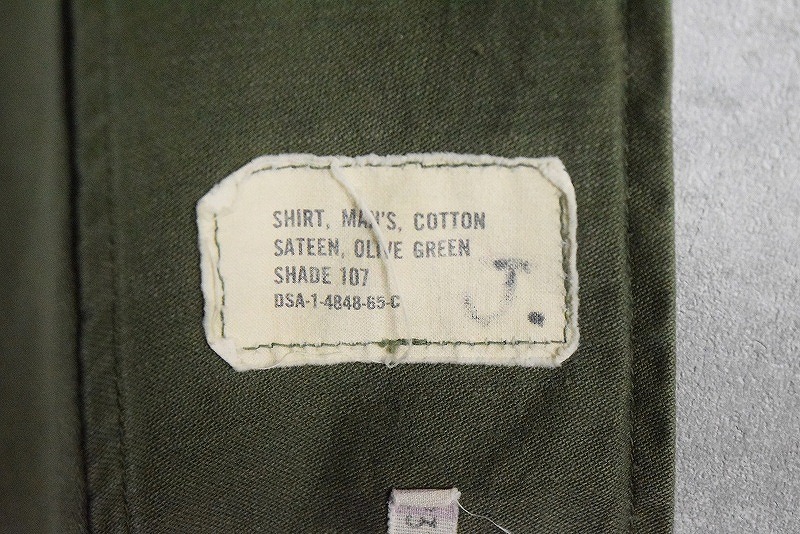 SHIRT, MAN'S, COTTON
SATEEN, OLIVE GREEN
SHADE 107
DSA-1-4848-65-C
J.